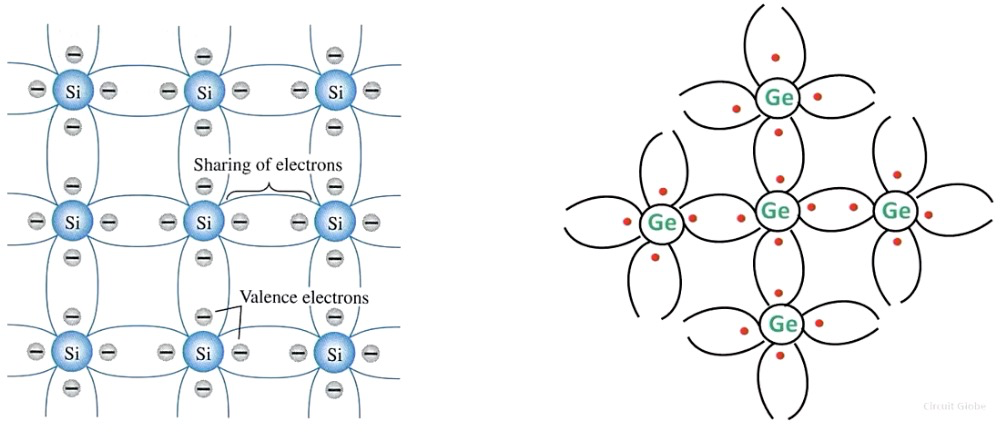 Si Si Si
Sharing of electrons
Si Si Si
Valence electrons
Si Si Si
Ge
Ge Ge Ge
Ge
Circuit Globe